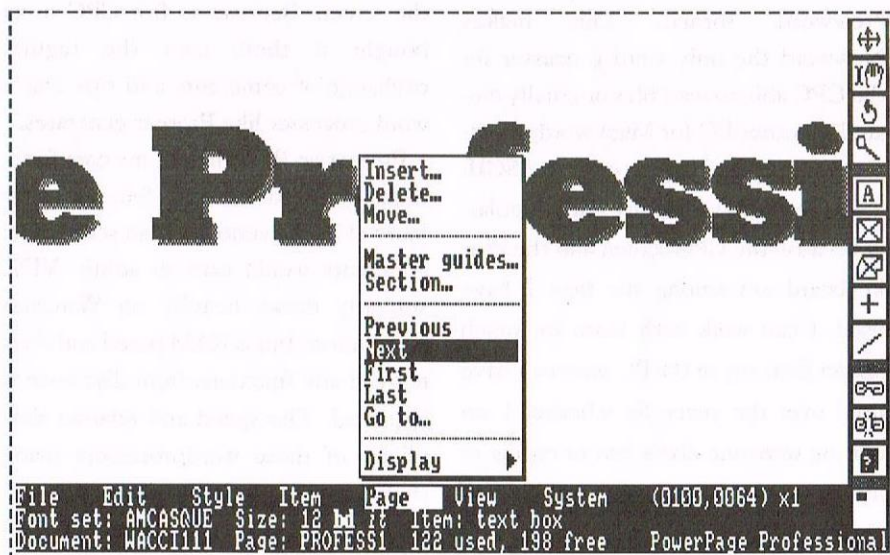 e Professi
A
Insert…
Delete…
Move…
Master guides…
Section…
Previous
Next
First
Last
Go to…
Display
File Edit Style Item Page View System (0100,0064) x1
Font set: AMCASQUE Size: 12 bd it Item: text box
Document: WACCI111 Page: PROFESS1 122 used, 198 free PowerPage Professional